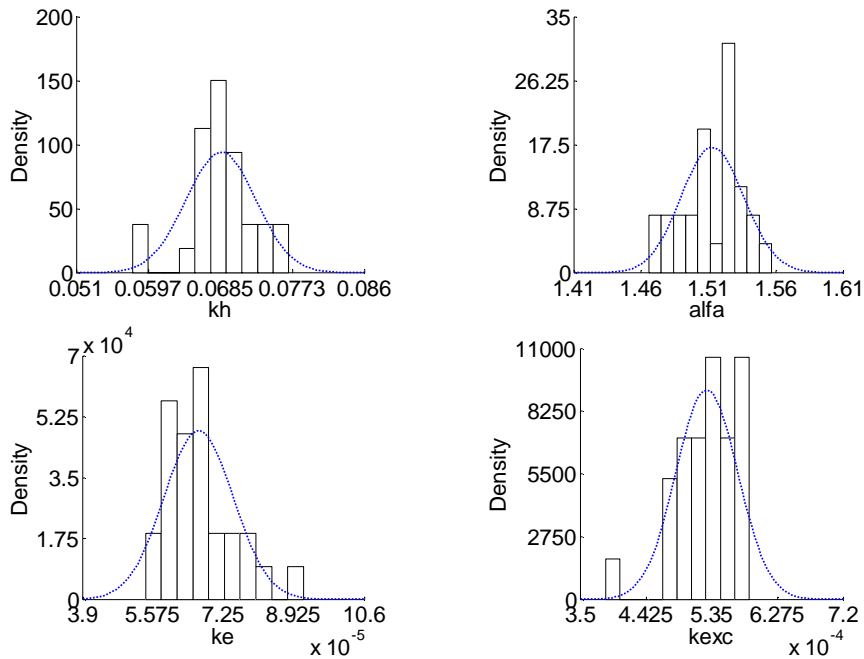 200
150
100
50
0
Density
0.051 0.0597 0.0685 0.0773 0.086
kh
35
26.25
17.5
8.75
0
Density
1.41 1.46 1.51 1.56 1.61
alfa
7 x 10^4
5.25
3.5
1.75
0
Density
3.9 5.575 7.25 8.925 10.6
ke
x 10^-5
11000
8250
5500
2750
0
Density
3.5 4.425 5.35 6.275 7.2
kexc
x 10^-4